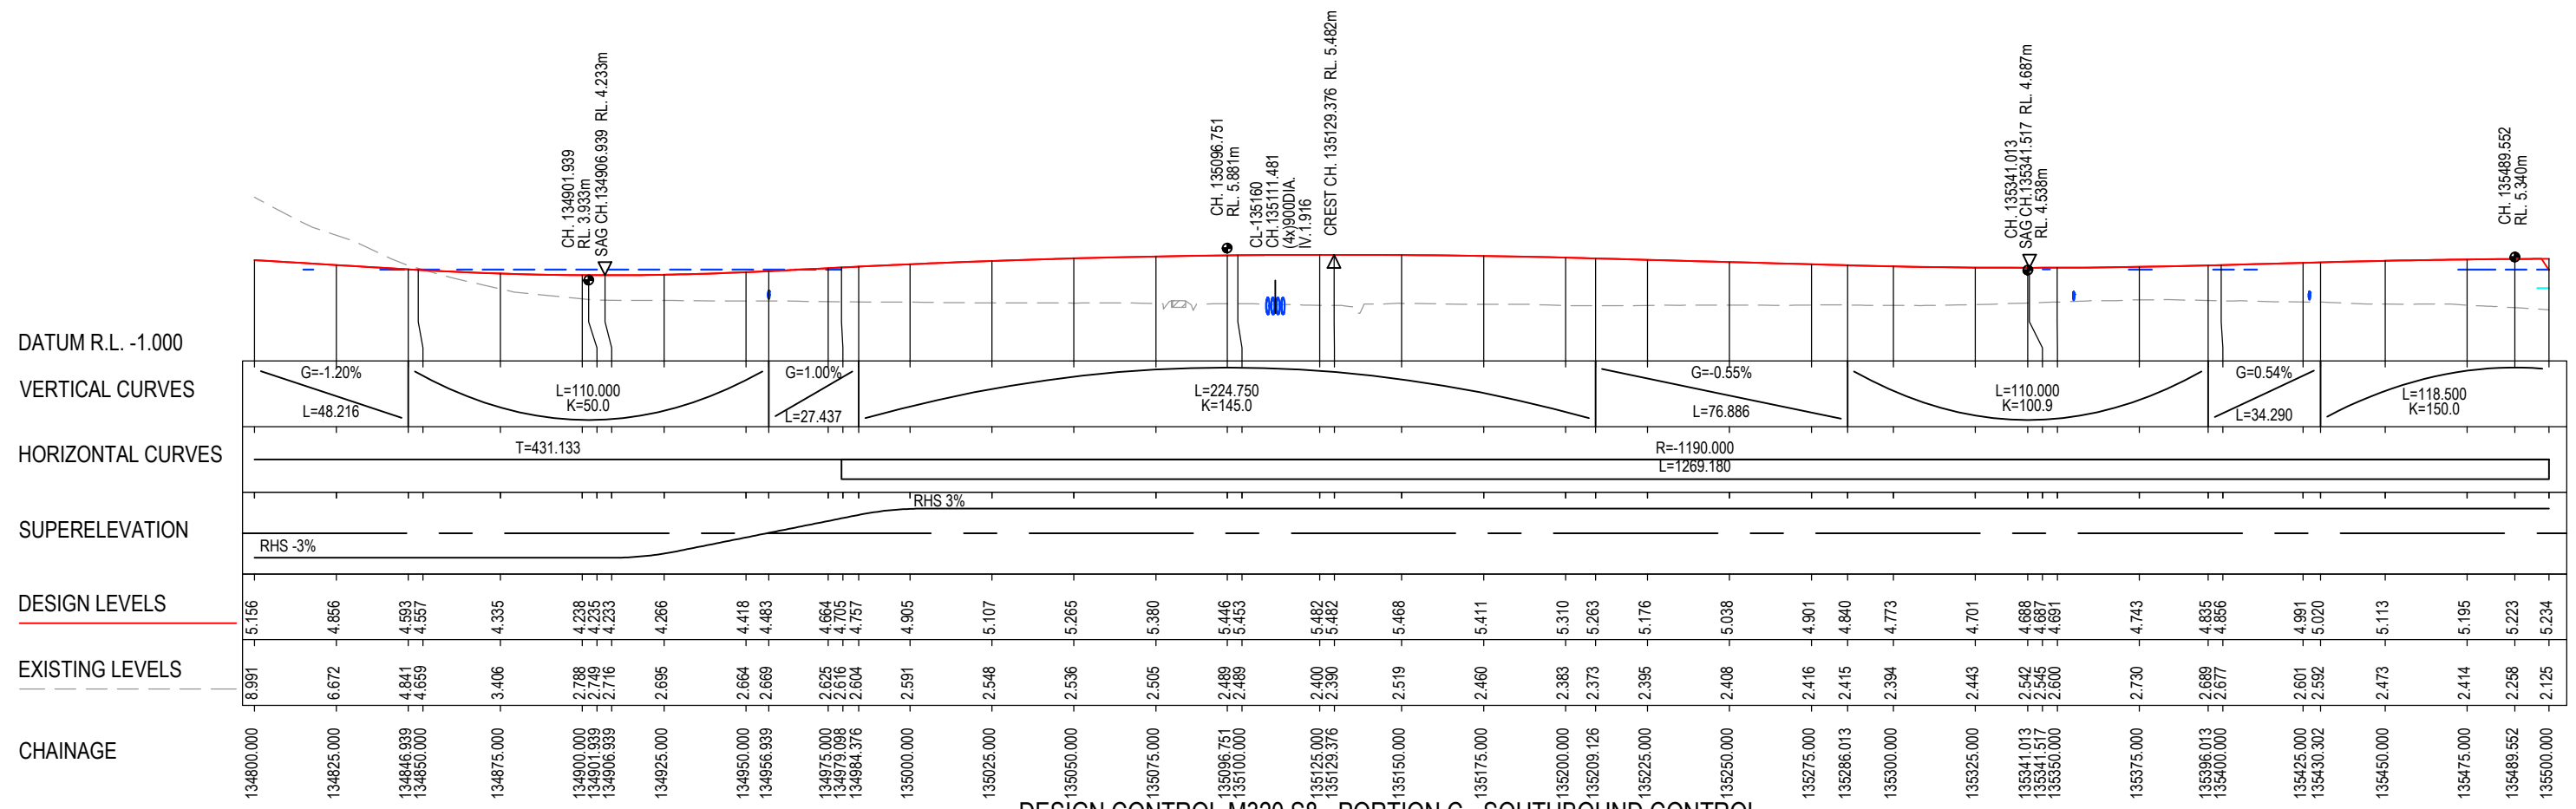 CH. 134901.939
RL. 3.933m
SAG CH.134906.939 RL. 4.233m
CH. 135096.751
RL. 5.881m
CL-135160
CH.135111.481
(4x)900DIA.
IV.1.916
CREST CH. 135129.376 RL. 5.482m
CH. 135341.013
SAG CH.135341.517 RL. 4.687m
RL. 4.538m
CH. 135489.552
RL. 5.340m
DATUM R.L. -1.000
VERTICAL CURVES
G=-1.20%
L=48.216
L=110.000
K=50.0
G=1.00%
L=27.437
L=224.750
K=145.0
G=-0.55%
L=76.886
L=110.000
K=100.9
G=0.54%
L=34.290
L=118.500
K=150.0
HORIZONTAL CURVES
T=431.133
R=-1190.000
L=1269.180
SUPERELEVATION
RHS -3%
RHS 3%
DESIGN LEVELS
5.156 4.856 4.593 4.557 4.335 4.238 4.235 4.233 4.266 4.418 4.483 4.664 4.705 4.757 4.905 5.107 5.265 5.380 5.446 5.453 5.482 5.482 5.468 5.411 5.310 5.263 5.176 5.038 4.901 4.840 4.773 4.701 4.688 4.687 4.691 4.743 4.835 4.856 4.991 5.020 5.113 5.195 5.223 5.234
EXISTING LEVELS
8.991 6.672 4.841 4.659 3.406 2.788 2.749 2.716 2.695 2.664 2.669 2.625 2.616 2.604 2.591 2.548 2.536 2.505 2.489 2.489 2.400 2.390 2.519 2.460 2.383 2.373 2.395 2.408 2.416 2.415 2.394 2.443 2.542 2.545 2.600 2.730 2.689 2.677 2.601 2.592 2.473 2.414 2.258 2.125
CHAINAGE
134800.000 134825.000 134846.939 134850.000 134875.000 134900.000 134901.939 134906.939 134925.000 134950.000 134956.939 134975.000 134979.098 134984.376 135000.000 135025.000 135050.000 135075.000 135096.751 135100.000 135125.000 135129.376 135150.000 135175.000 135200.000 135209.126 135225.000 135250.000 135275.000 135286.013 135300.000 135325.000 135341.013 135341.517 135350.000 135375.000 135396.013 135400.000 135425.000 135430.302 135450.000 135475.000 135489.552 135500.000
DESIGN CONTROL M320 S8 - PORTION C - SOUTHBOUND CONTROL